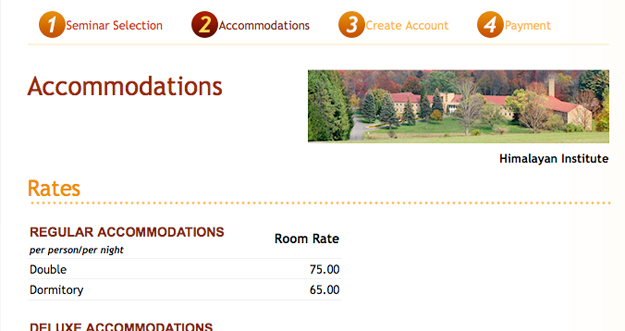 1 Seminar Selection 2 Accommodations 3 Create Account 4 Payment
Accommodations
Himalayan Institute
Rates
REGULAR ACCOMMODATIONS Room Rate
per person/per night
Double 75.00
Dormitory 65.00
DELUXE ACCOMMODATIONS